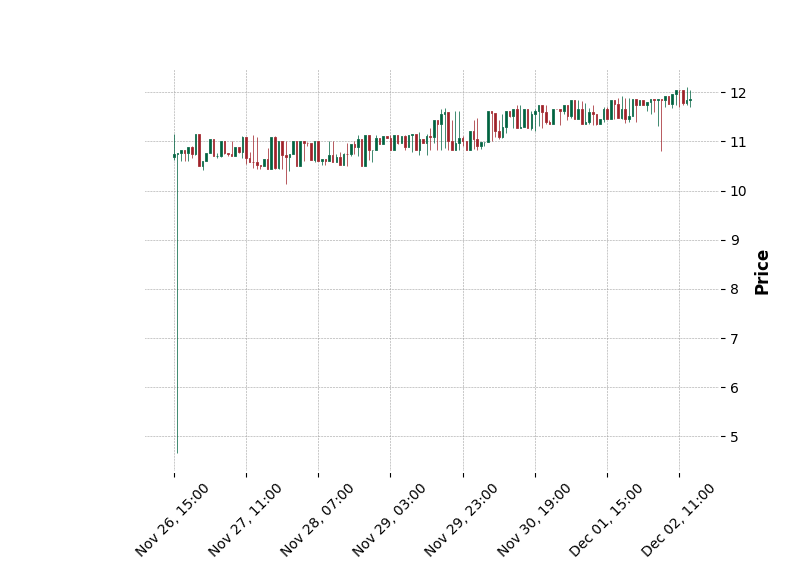 12
11
10
9
8
7
6
5
Price
Nov 26, 15:00
Nov 27, 11:00
Nov 28, 07:00
Nov 29, 03:00
Nov 29, 23:00
Nov 30, 19:00
Dec 01, 15:00
Dec 02, 11:00